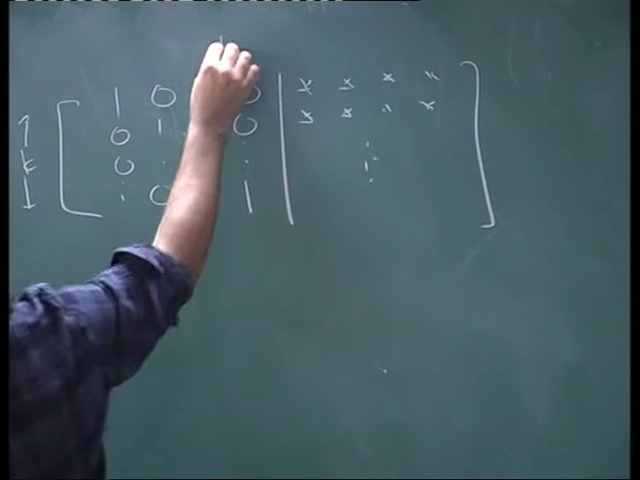 1 0 0 | x x x "
0 1 0 | x x " x
k 0 . . ⋮
⋮ 0 1